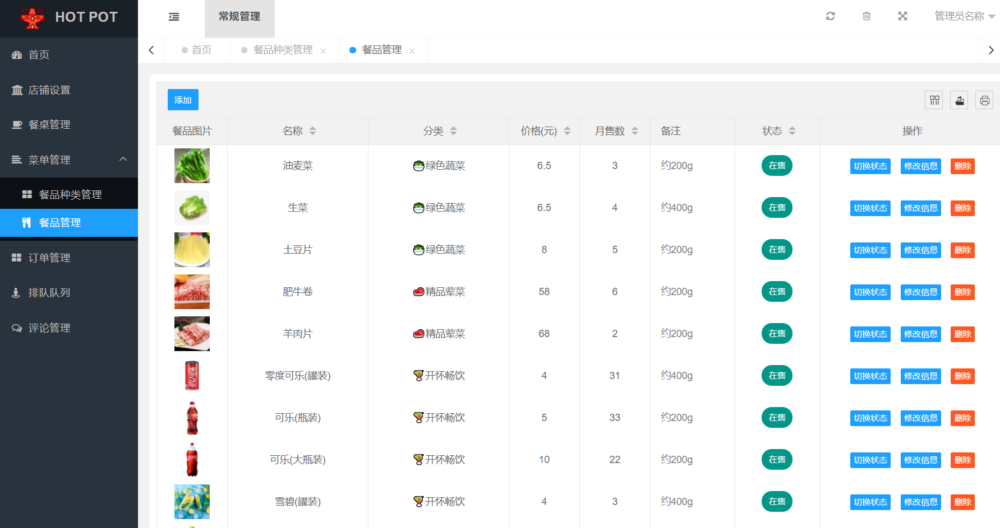 HOT POT
常规管理
管理员名称
首页
餐品种类管理
餐品管理
首页
店铺设置
餐桌管理
菜单管理
餐品种类管理
餐品管理
订单管理
排队队列
评论管理
添加
餐品图片 名称 分类 价格(元) 月售数 备注 状态 操作
油麦菜 绿色蔬菜 6.5 3 约200g 在售 切换状态 修改信息 删除
生菜 绿色蔬菜 6.5 4 约400g 在售 切换状态 修改信息 删除
土豆片 绿色蔬菜 8 5 约200g 在售 切换状态 修改信息 删除
肥牛卷 精品荤菜 58 6 约200g 在售 切换状态 修改信息 删除
羊肉片 精品荤菜 68 2 约200g 在售 切换状态 修改信息 删除
零度可乐(罐装) 开怀畅饮 4 31 约400g 在售 切换状态 修改信息 删除
可乐(瓶装) 开怀畅饮 5 33 约200g 在售 切换状态 修改信息 删除
可乐(大瓶装) 开怀畅饮 10 22 约200g 在售 切换状态 修改信息 删除
雪碧(罐装) 开怀畅饮 4 3 约400g 在售 切换状态 修改信息 删除